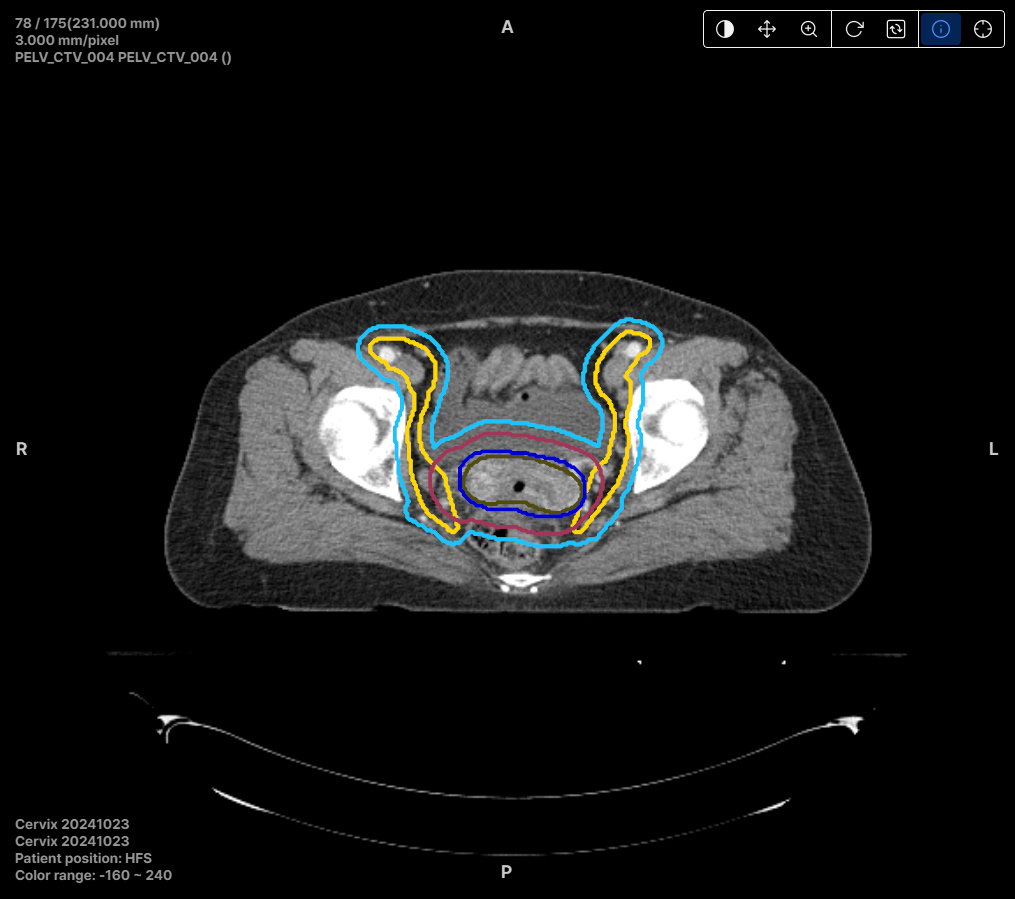 78 / 175(231.000 mm)
3.000 mm/pixel
PELV_CTV_004 PELV_CTV_004 ()
A
R
L
Cervix 20241023
Cervix 20241023
Patient position: HFS
Color range: -160 ~ 240
P